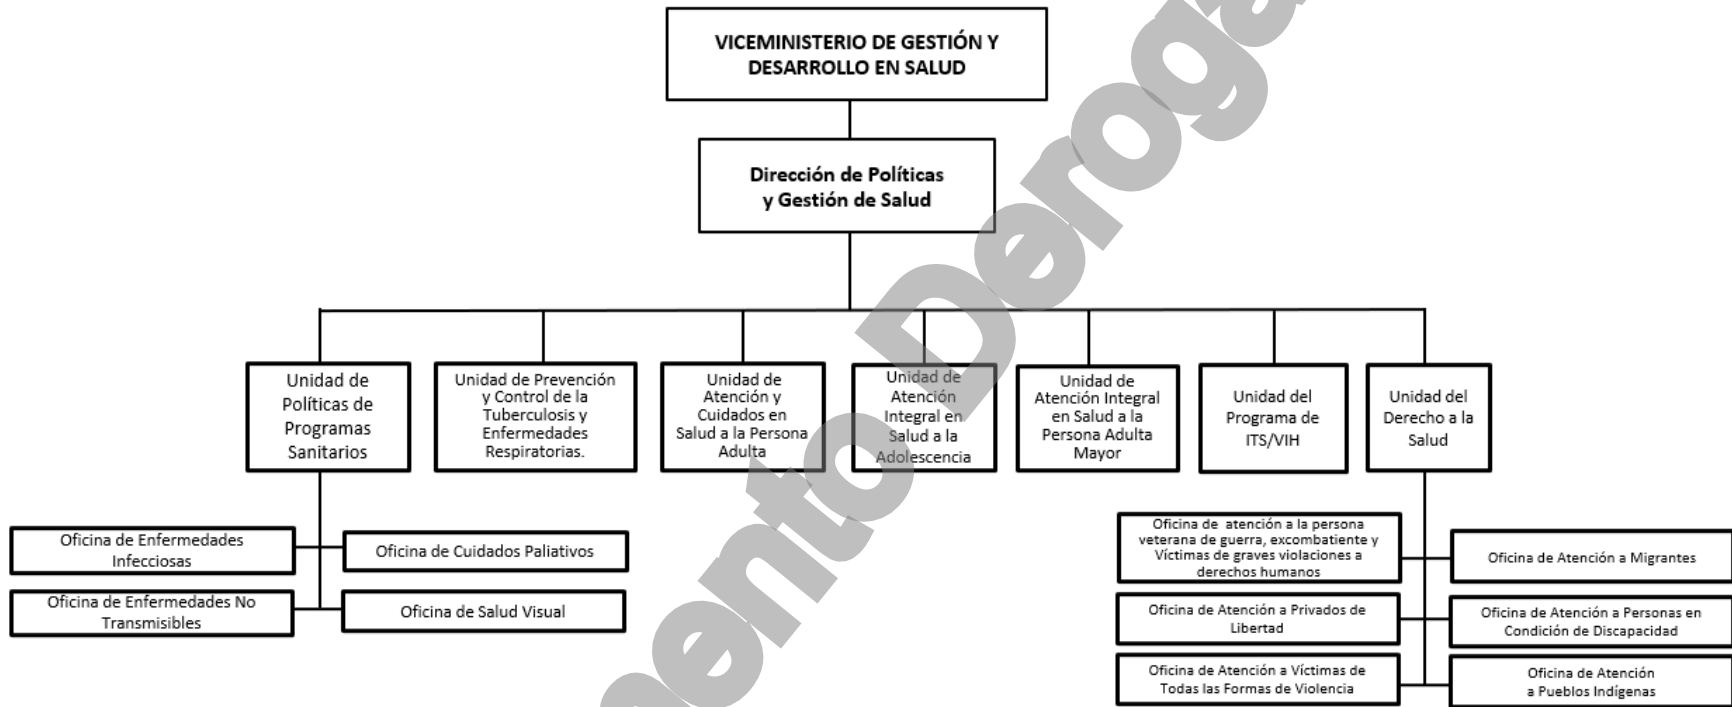 VICEMINISTERIO DE GESTIÓN Y
DESARROLLO EN SALUD
Dirección de Políticas
y Gestión de Salud
Unidad de
Políticas de
Programas
Sanitarios
Unidad de Prevención
y Control de la
Tuberculosis y
Enfermedades
Respiratorias.
Unidad de
Atención y
Cuidados en
Salud a la Persona
Adulta
Unidad de
Atención
Integral en
Salud a la
Adolescencia
Unidad de
Atención Integral
en Salud a la
Persona Adulta
Mayor
Unidad del
Programa de
ITS/VIH
Unidad del
Derecho a la
Salud
Oficina de Enfermedades
Infecciosas
Oficina de Cuidados Paliativos
Oficina de Enfermedades No
Transmisibles
Oficina de Salud Visual
Oficina de atención a la persona
veterana de guerra, excombatiente y
Víctimas de graves violaciones a
derechos humanos
Oficina de Atención a Migrantes
Oficina de Atención a Privados de
Libertad
Oficina de Atención a Personas en
Condición de Discapacidad
Oficina de Atención a Víctimas de
Todas las Formas de Violencia
Oficina de Atención
a Pueblos Indígenas